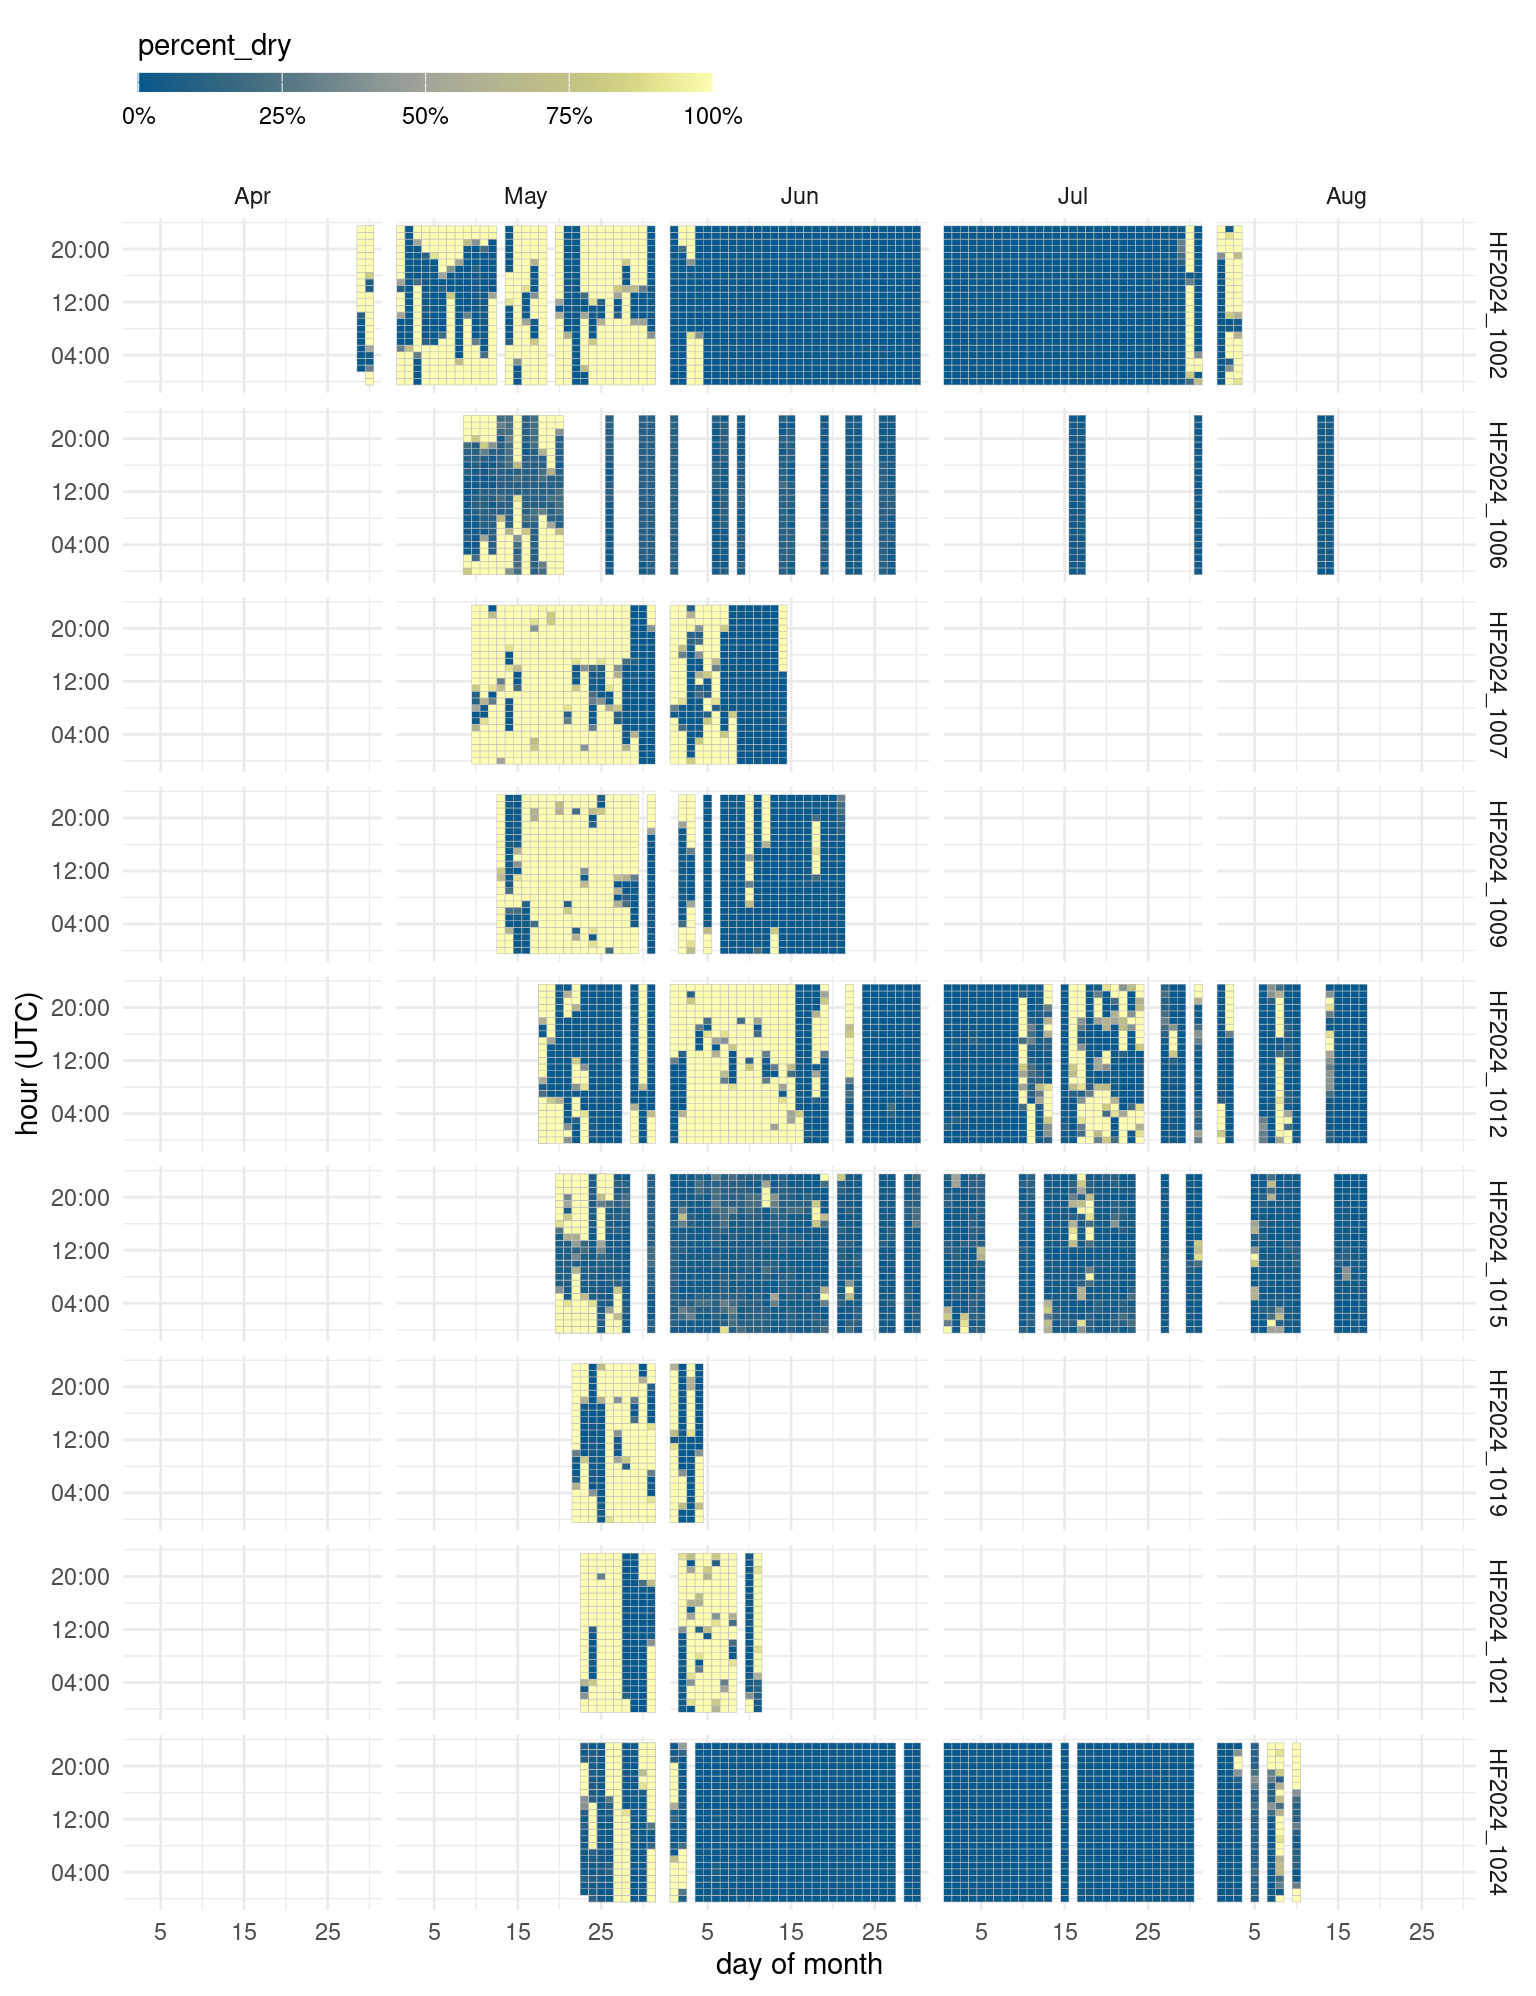 percent_dry
0% 25% 50% 75% 100%
Apr May Jun Jul Aug
20:00
12:00
04:00
HF2024_1002
20:00
12:00
04:00
HF2024_1006
20:00
12:00
04:00
HF2024_1007
20:00
12:00
04:00
HF2024_1009
20:00
12:00
04:00
HF2024_1012
20:00
12:00
04:00
HF2024_1015
20:00
12:00
04:00
HF2024_1019
20:00
12:00
04:00
HF2024_1021
20:00
12:00
04:00
HF2024_1024
hour (UTC)
5 15 25 5 15 25 5 15 25 5 15 25 5 15 25
day of month